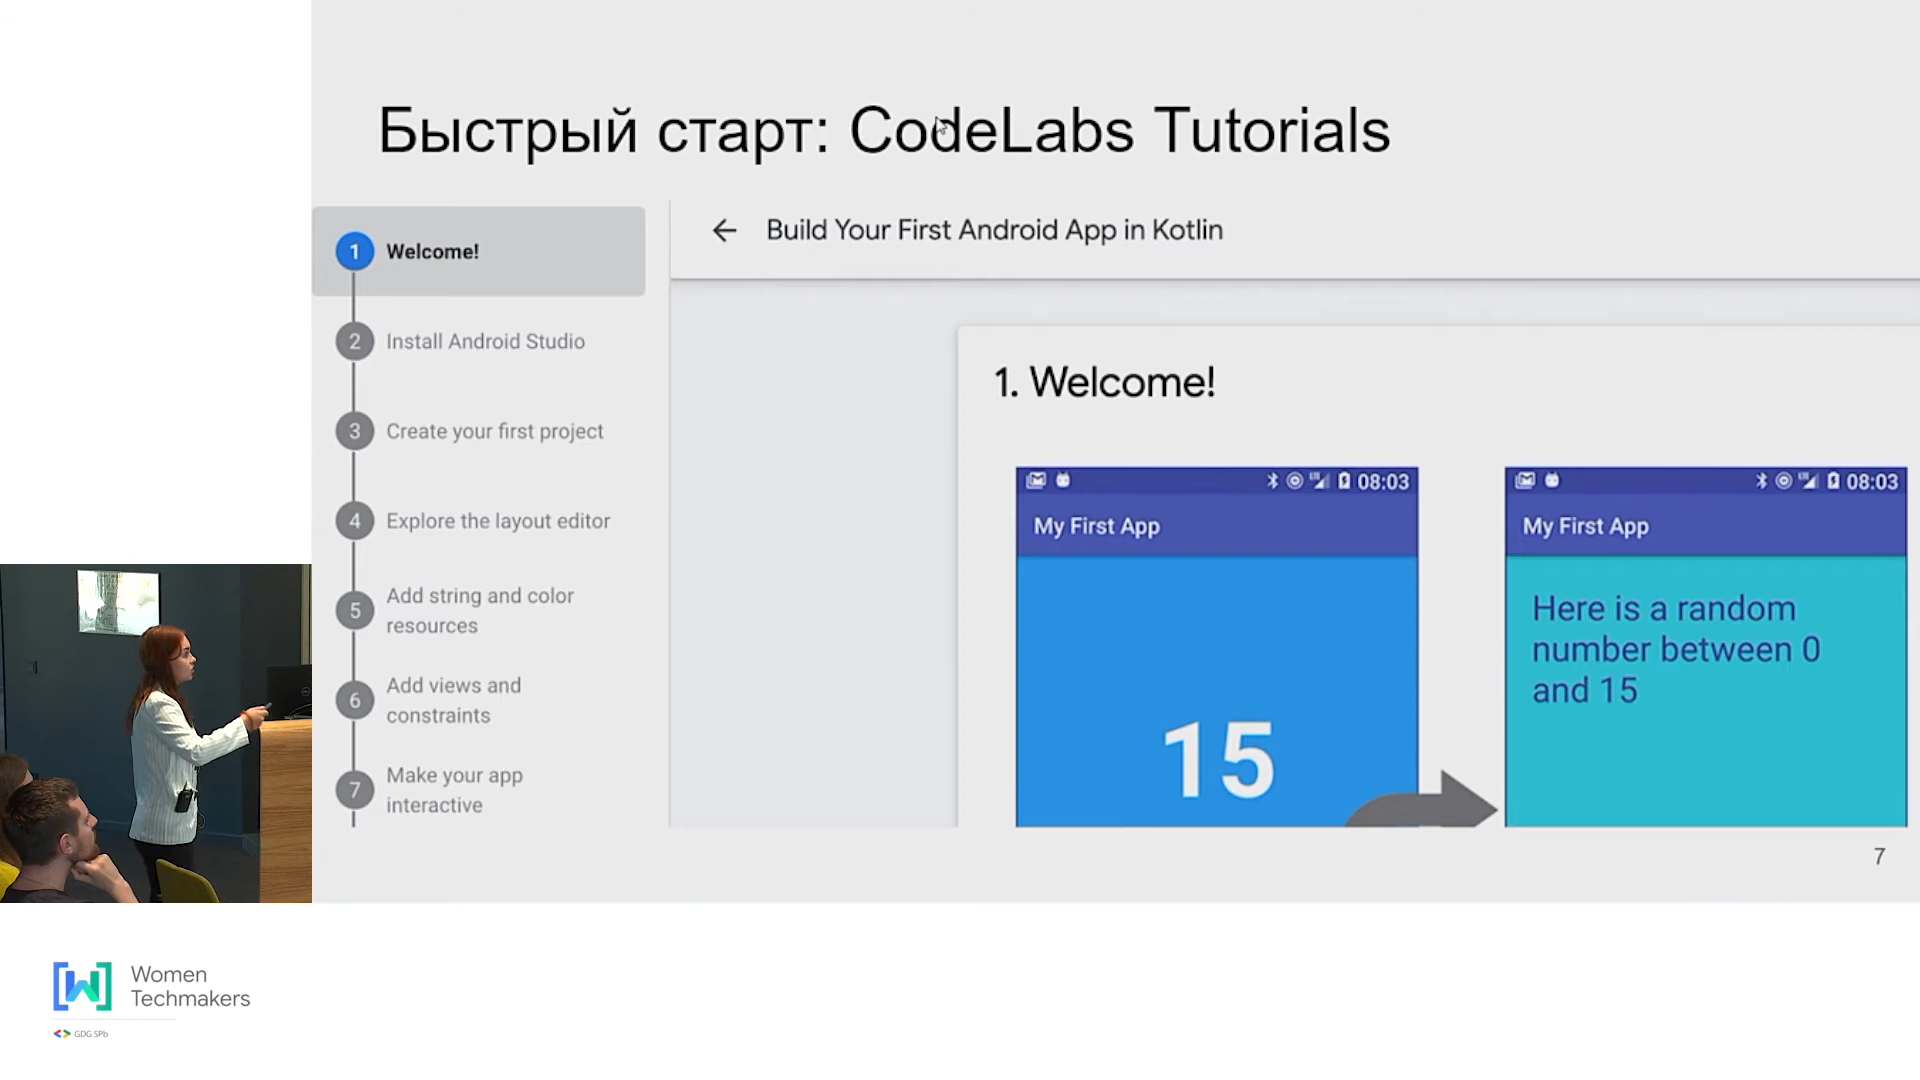 Быстрый старт: CodeLabs Tutorials
1 Welcome!
2 Install Android Studio
3 Create your first project
4 Explore the layout editor
5 Add string and color
resources
6 Add views and
constraints
7 Make your app
interactive
Build Your First Android App in Kotlin
1. Welcome!
LTE 08:03
My First App
15
LTE 08:03
My First App
Here is a random
number between 0
and 15
7
Women
Techmakers
GDG SPb